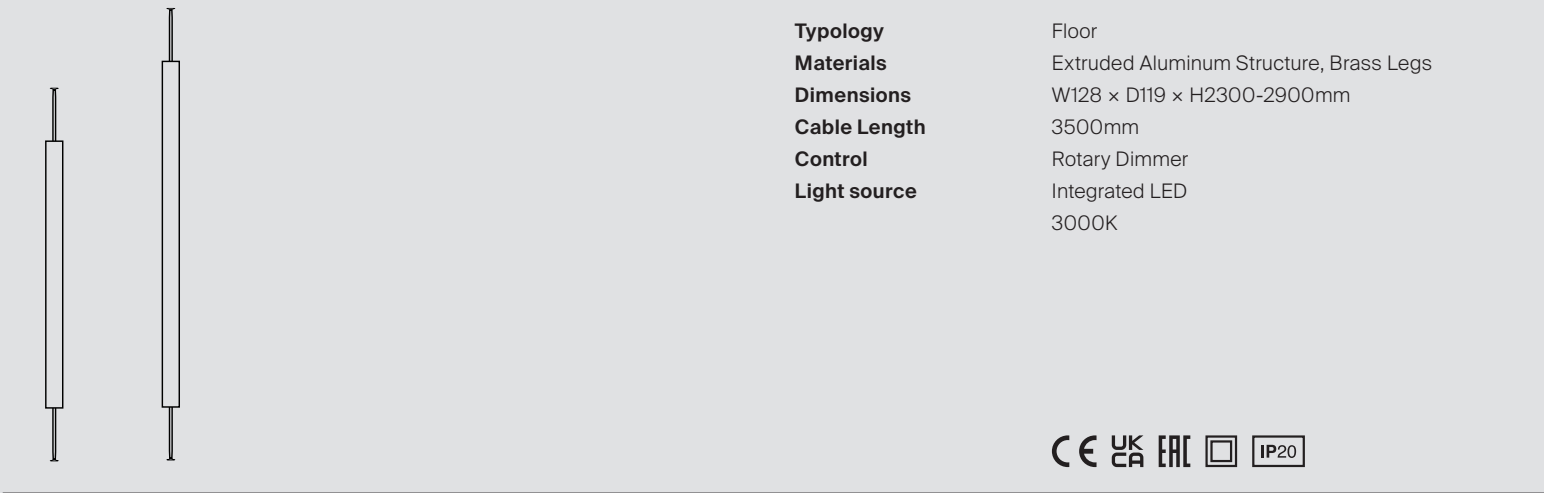 Typology Floor
Materials Extruded Aluminum Structure, Brass Legs
Dimensions W128 × D119 × H2300-2900mm
Cable Length 3500mm
Control Rotary Dimmer
Light source Integrated LED
3000K
CE UK CA EAC IP20